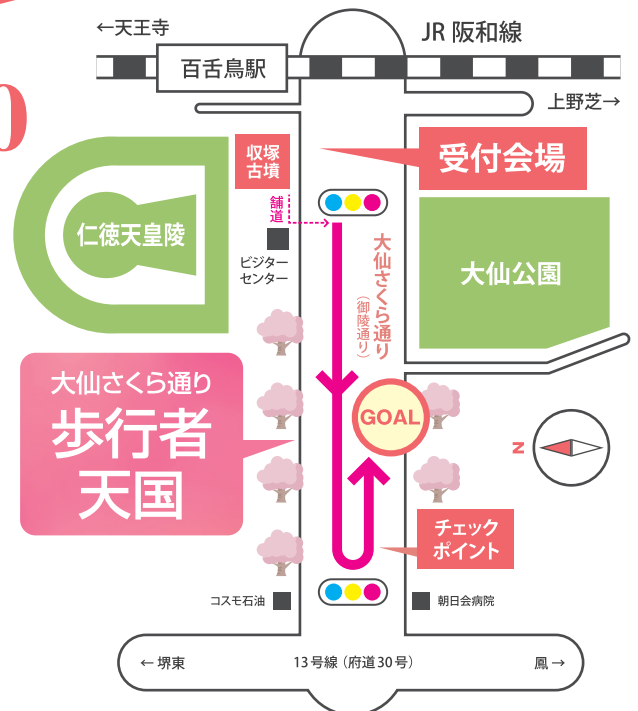 ←天王寺
JR 阪和線
百舌鳥駅
上野芝→
0
収塚
古墳
受付会場
舗道
仁徳天皇陵
ビジター
センター
大仙さくら通り
（御陵通り）
大仙公園
大仙さくら通り
歩行者
天国
GOAL
N
チェック
ポイント
コスモ石油
朝日会病院
← 堺東
13号線（府道30号）
鳳 →